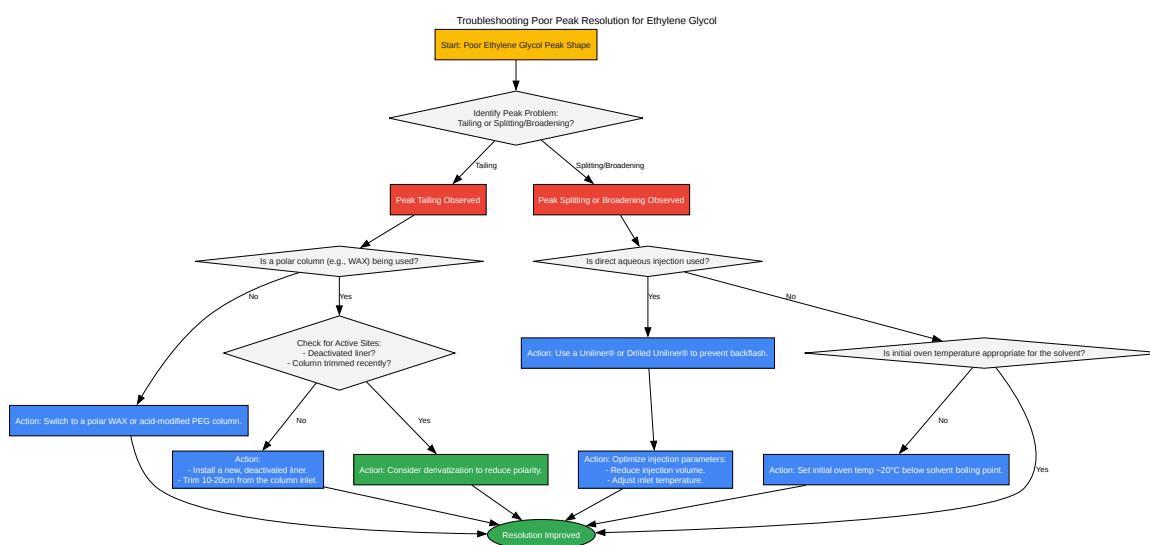 Troubleshooting Poor Peak Resolution for Ethylene Glycol
Start: Poor Ethylene Glycol Peak Shape
Identify Peak Problem:
Tailing or Splitting/Broadening?
Tailing
Splitting/Broadening
Peak Tailing Observed
Peak Splitting or Broadening Observed
Is a polar column (e.g., WAX) being used?
Is direct aqueous injection used?
No
Yes
Yes
No
Check for Active Sites:
- Deactivated liner?
- Column trimmed recently?
Action: Use a Uniliner® or Drilled Uniliner® to prevent backflash.
Is initial oven temperature appropriate for the solvent?
Action: Switch to a polar WAX or acid-modified PEG column.
No
Yes
No
Yes
Action:
- Install a new, deactivated liner.
- Trim 10-20cm from the column inlet.
Action: Consider derivatization to reduce polarity.
Action: Optimize injection parameters:
- Reduce injection volume.
- Adjust inlet temperature.
Action: Set initial oven temp ~20°C below solvent boiling point.
Resolution Improved